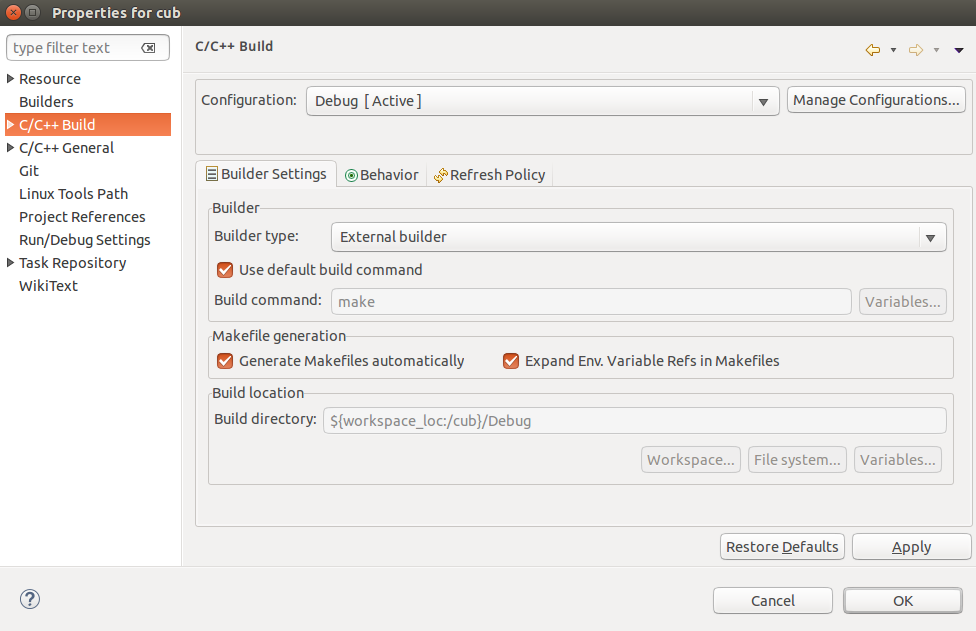 Properties for cub
type filter text
Resource
Builders
C/C++ Build
C/C++ General
Git
Linux Tools Path
Project References
Run/Debug Settings
Task Repository
WikiText
C/C++ Build
Configuration: Debug [ Active ] Manage Configurations...
Builder Settings Behavior Refresh Policy
Builder
Builder type: External builder
Use default build command
Build command: make Variables...
Makefile generation
Generate Makefiles automatically Expand Env. Variable Refs in Makefiles
Build location
Build directory: ${workspace_loc:/cub}/Debug
Workspace... File system... Variables...
Restore Defaults Apply
? Cancel OK